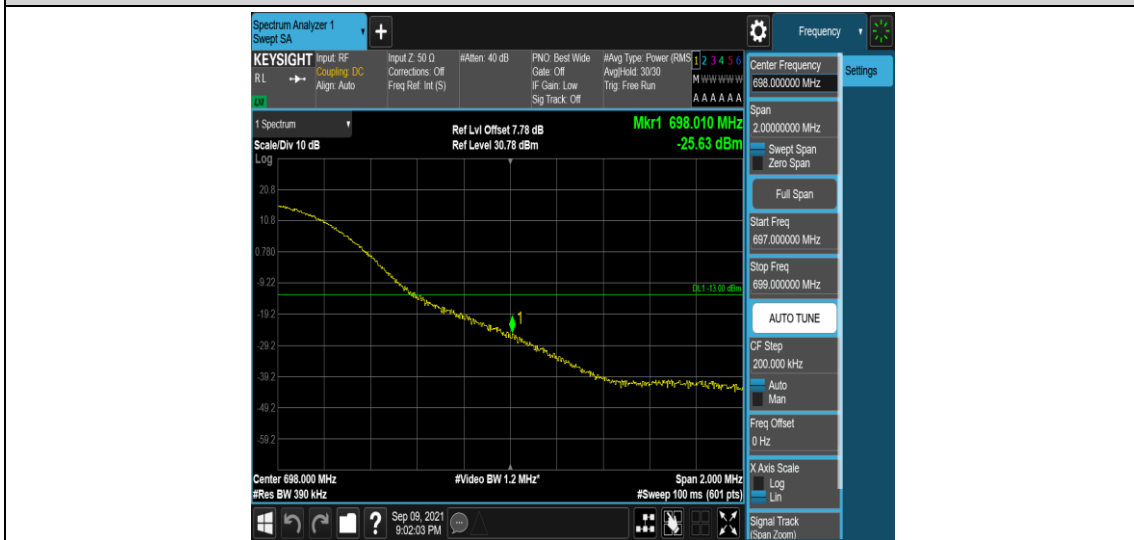 Spectrum Analyzer 1
Swept SA
+
Frequency
KEYSIGHT
RL
LXI
Input: RF
Coupling: DC
Align: Auto
Input Z: 50 Ω
Corrections: Off
Freq Ref: Int (S)
#Atten: 40 dB
PNO: Best Wide
Gate: Off
IF Gain: Low
Sig Track: Off
#Avg Type: Power (RMS
Avg|Hold: 30/30
Trig: Free Run
1 2 3 4 5 6
M W W W W W
A A A A A A
1 Spectrum
Scale/Div 10 dB
Log
Ref Lvl Offset 7.78 dB
Ref Level 30.78 dBm
Mkr1 698.010 MHz
-25.63 dBm
20.8
10.8
0.780
-9.22
-19.2
-29.2
-39.2
-49.2
-59.2
DL1 -13.00 dBm
1
Center 698.000 MHz
#Res BW 390 kHz
#Video BW 1.2 MHz*
Span 2.000 MHz
#Sweep 100 ms (601 pts)
?
Sep 09, 2021
9:02:03 PM
Center Frequency
698.000000 MHz
Settings
Span
2.00000000 MHz
Swept Span
Zero Span
Full Span
Start Freq
697.000000 MHz
Stop Freq
699.000000 MHz
AUTO TUNE
CF Step
200.000 kHz
Auto
Man
Freq Offset
0 Hz
X Axis Scale
Log
Lin
Signal Track
(Span Zoom)